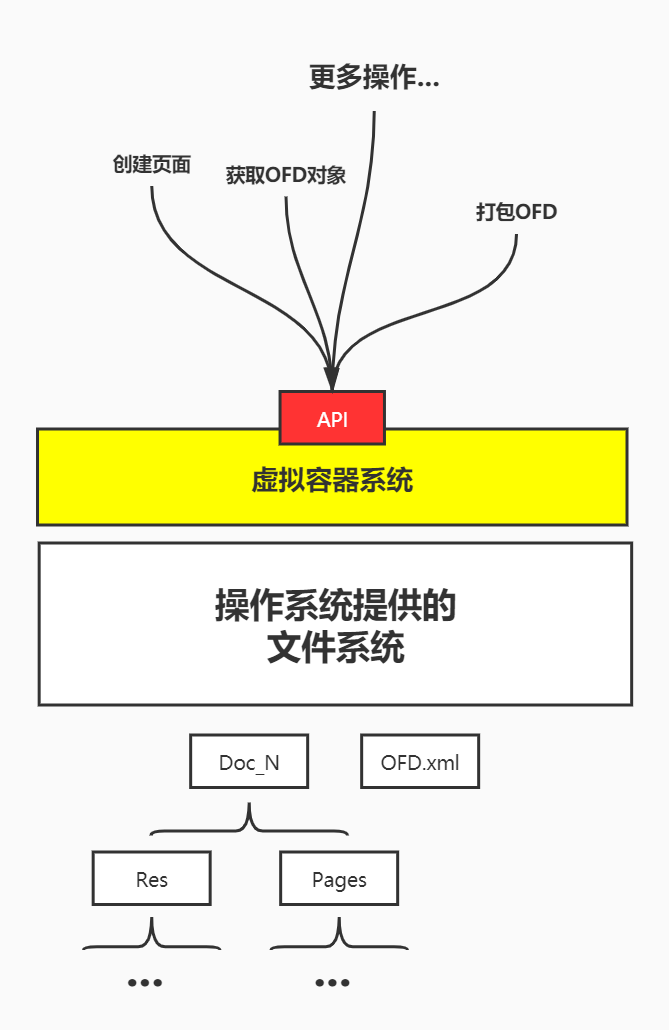 更多操作...
创建页面
获取OFD对象
打包OFD
API
虚拟容器系统
操作系统提供的
文件系统
Doc_N
OFD.xml
Res
Pages
...
...